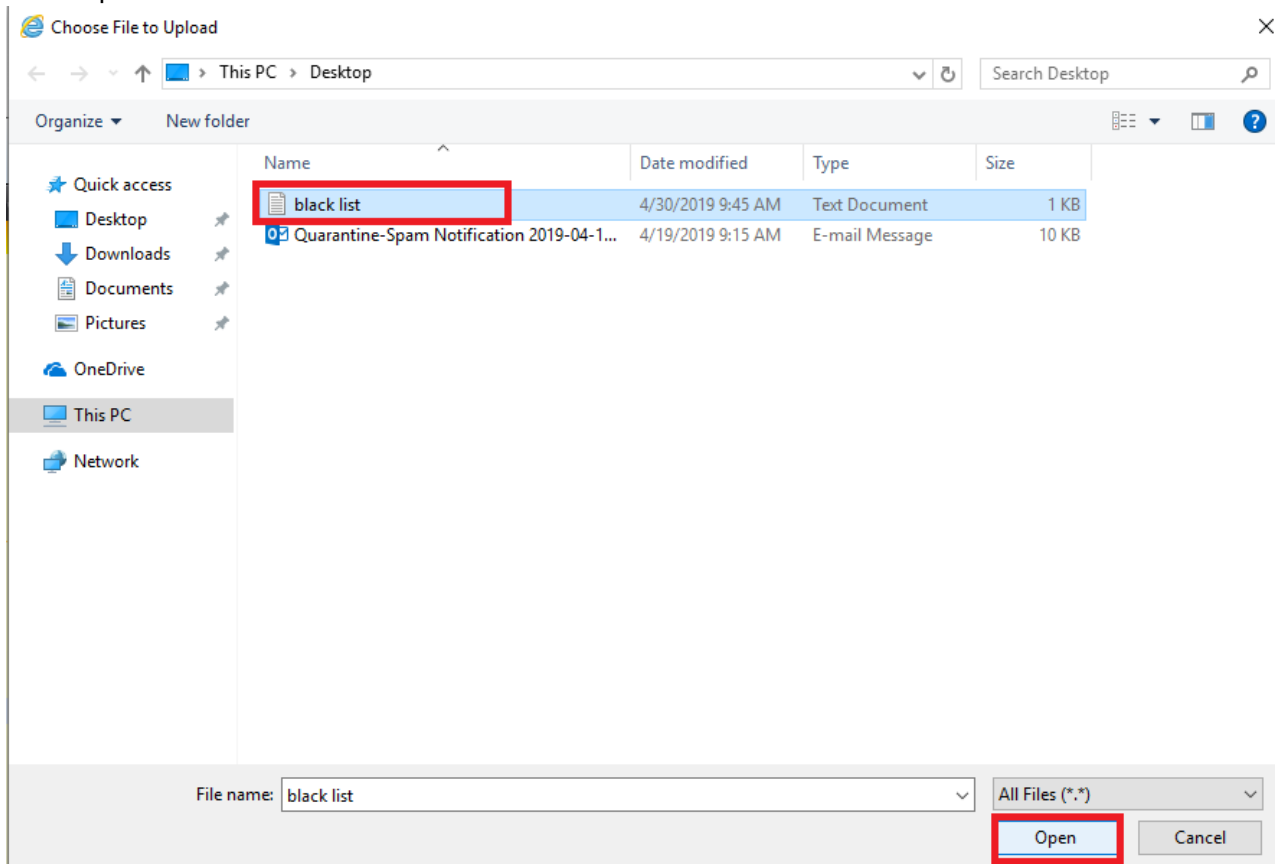 Choose File to Upload
This PC > Desktop
Search Desktop
Organize
New folder
Name
Date modified
Type
Size
Quick access
Desktop
Downloads
Documents
Pictures
OneDrive
This PC
Network
black list 4/30/2019 9:45 AM Text Document 1 KB
Quarantine-Spam Notification 2019-04-1... 4/19/2019 9:15 AM E-mail Message 10 KB
File name: black list
All Files (*.*)
Open
Cancel